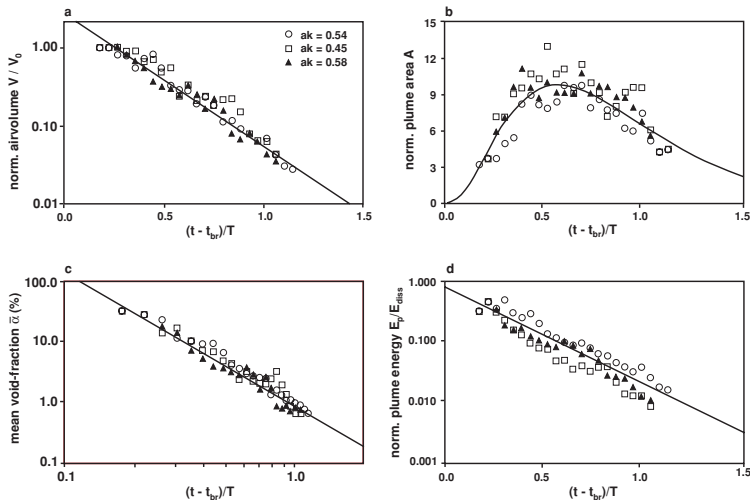 a
norm. airvolume V / V0
1.00
0.10
0.01
0.0 0.5 1.0 1.5
(t - tbr)/T
ak = 0.54
ak = 0.45
ak = 0.58
b
norm. plume area A
15
12
9
6
3
0
0.0 0.5 1.0 1.5
(t - tbr)/T
c
mean void-fraction ᾱ (%)
100.0
10.0
1.0
0.1
0.1 1.0
(t - tbr)/T
d
norm. plume energy Ep/Ediss
1.000
0.100
0.010
0.001
0.0 0.5 1.0 1.5
(t - tbr)/T